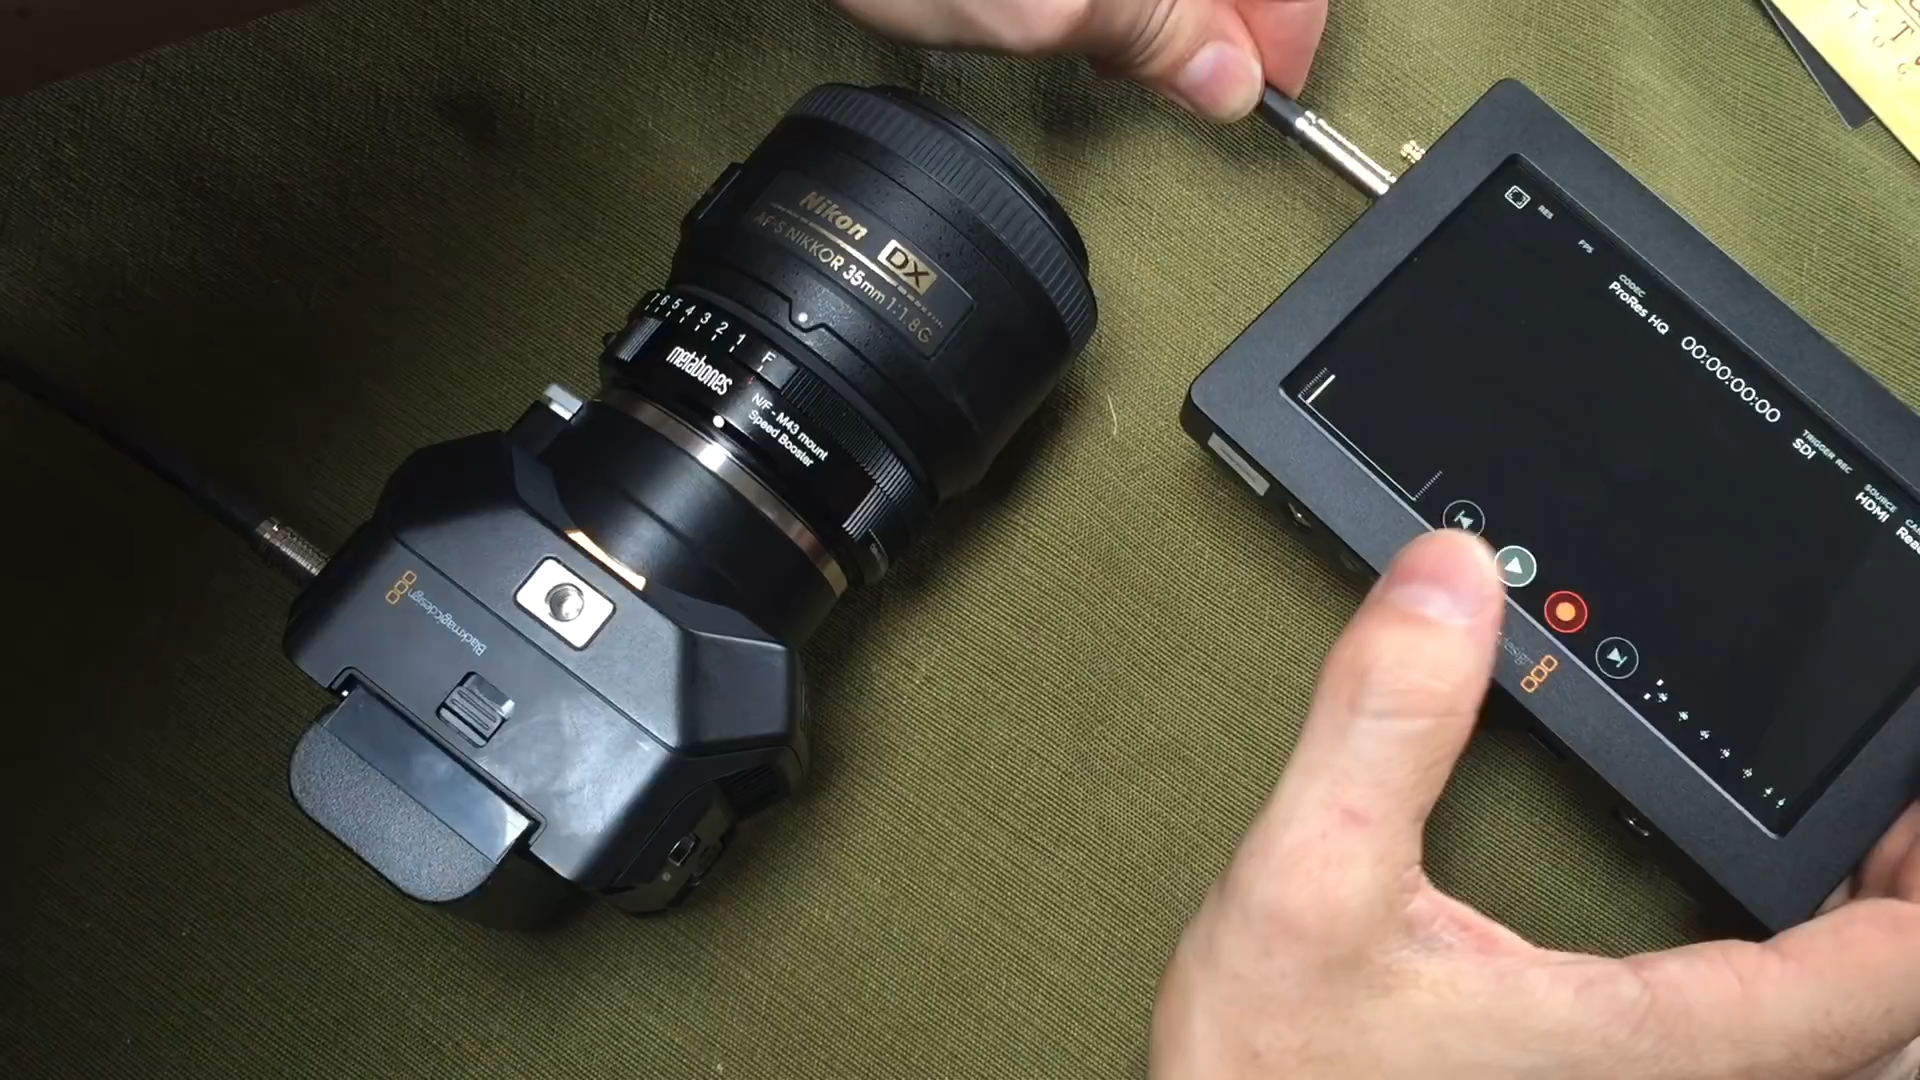 Nikon
DX
AF-S NIKKOR 35mm 1:1.8G
7 6 5 4 3 2 1 F
metabones
N/F - M43 mount
Speed Booster
Blackmagicdesign
RES
FPS
CODEC
ProRes HQ
00:00:00:00
TRIGGER REC
SDI
SOURCE
HDMI
design